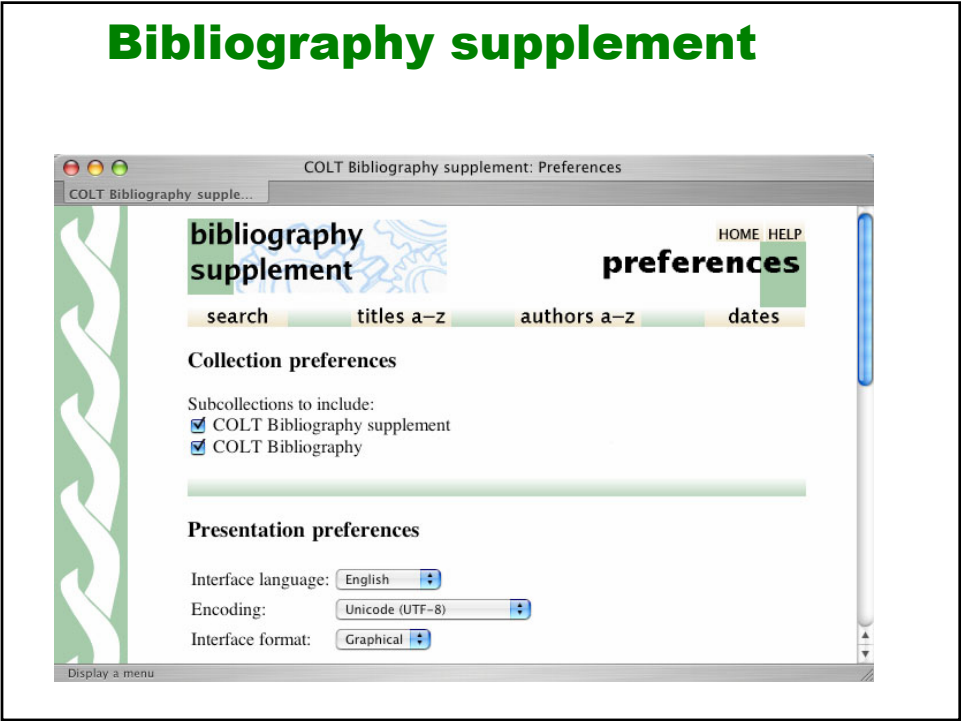 Bibliography supplement
COLT Bibliography supplement: Preferences
COLT Bibliography supple...
bibliography
supplement
HOME HELP
preferences
search titles a–z authors a–z dates
Collection preferences
Subcollections to include:
COLT Bibliography supplement
COLT Bibliography
Presentation preferences
Interface language: English
Encoding: Unicode (UTF-8)
Interface format: Graphical
Display a menu